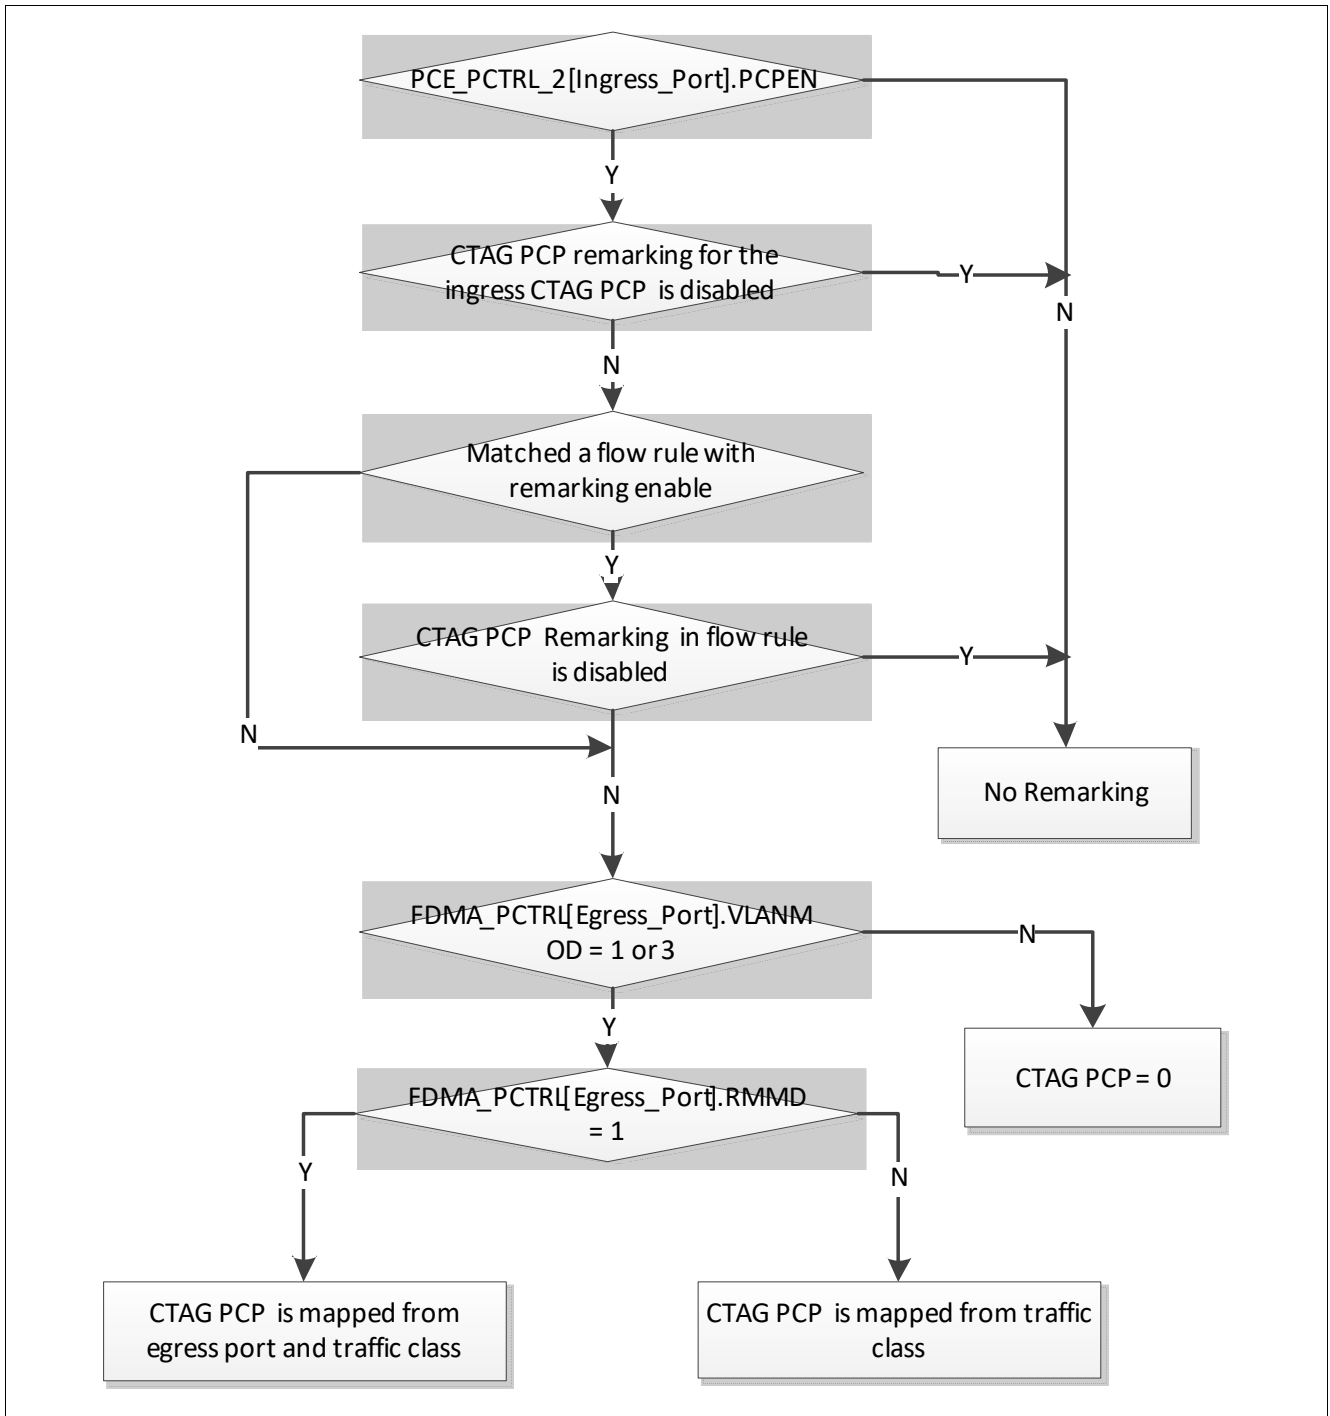 PCE_PCTRL_2[Ingress_Port].PCPEN
Y
CTAG PCP remarking for the
ingress CTAG PCP is disabled
Y
N
N
Matched a flow rule with
remarking enable
Y
CTAG PCP Remarking in flow rule
is disabled
Y
N
N
No Remarking
FDMA_PCTRL[Egress_Port].VLANM
OD = 1 or 3
N
Y
CTAG PCP = 0
FDMA_PCTRL[Egress_Port].RMMD
= 1
Y
N
CTAG PCP is mapped from
egress port and traffic class
CTAG PCP is mapped from traffic
class